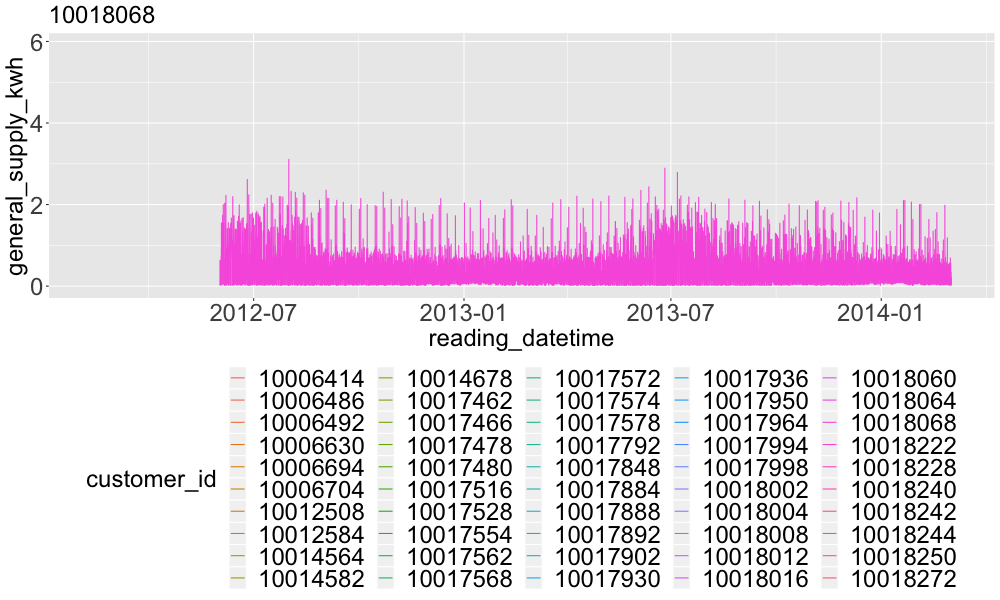 10018068
general_supply_kwh
6
4
2
0
2012-07 2013-01 2013-07 2014-01
reading_datetime
customer_id
10006414 10014678 10017572 10017936 10018060
10006486 10017462 10017574 10017950 10018064
10006492 10017466 10017578 10017964 10018068
10006630 10017478 10017792 10017994 10018222
10006694 10017480 10017848 10017998 10018228
10006704 10017516 10017884 10018002 10018240
10012508 10017528 10017888 10018004 10018242
10012584 10017554 10017892 10018008 10018244
10014564 10017562 10017902 10018012 10018250
10014582 10017568 10017930 10018016 10018272